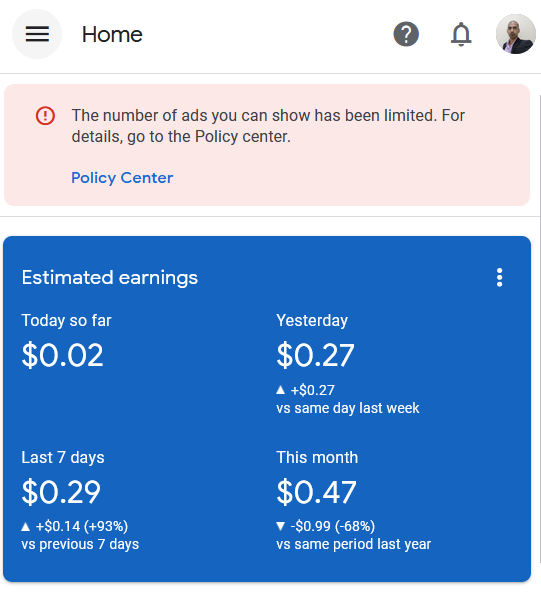 Home
The number of ads you can show has been limited. For
details, go to the Policy center.
Policy Center
Estimated earnings
Today so far
$0.02
Yesterday
$0.27
▲ +$0.27
vs same day last week
Last 7 days
$0.29
▲ +$0.14 (+93%)
vs previous 7 days
This month
$0.47
▼ -$0.99 (-68%)
vs same period last year